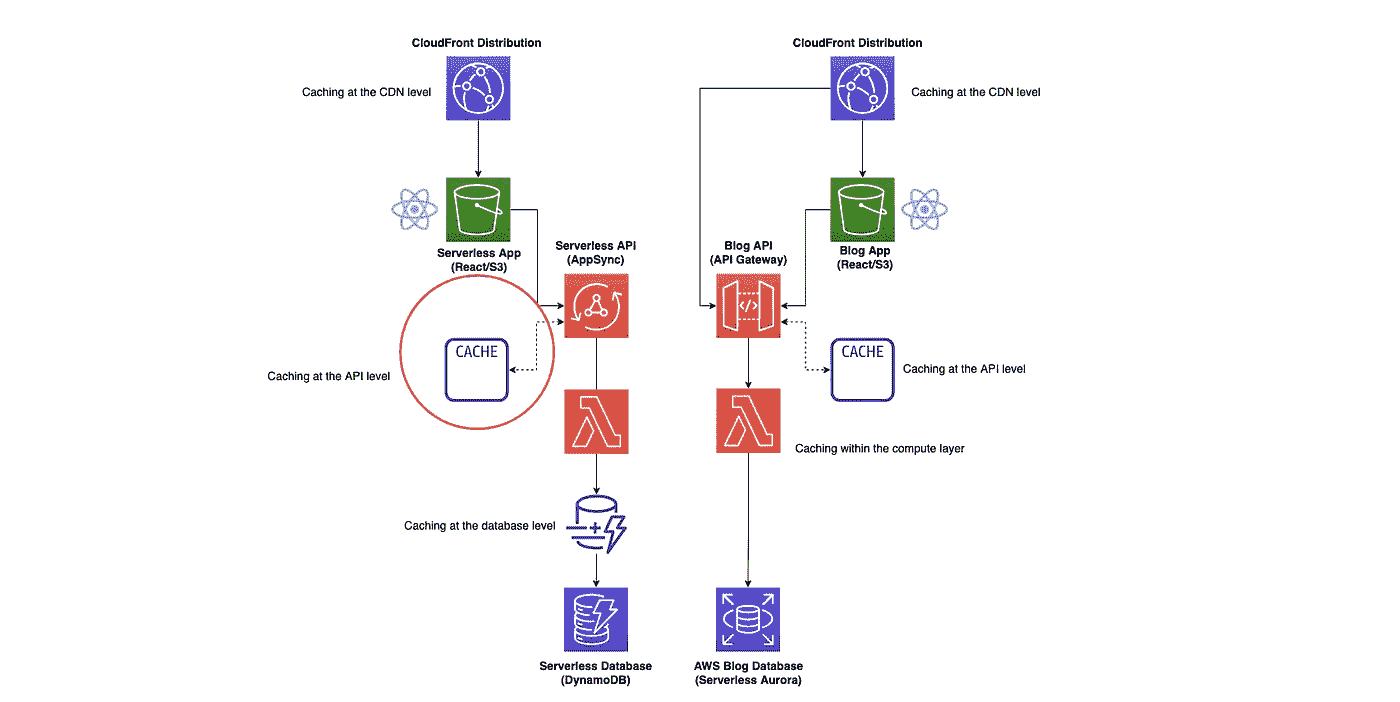 CloudFront Distribution
CloudFront Distribution
Caching at the CDN level
Caching at the CDN level
Serverless App
(React/S3)
Serverless API
(AppSync)
Blog API
(API Gateway)
Blog App
(React/S3)
CACHE
CACHE
Caching at the API level
Caching at the API level
Caching within the compute layer
Caching at the database level
Serverless Database
(DynamoDB)
AWS Blog Database
(Serverless Aurora)